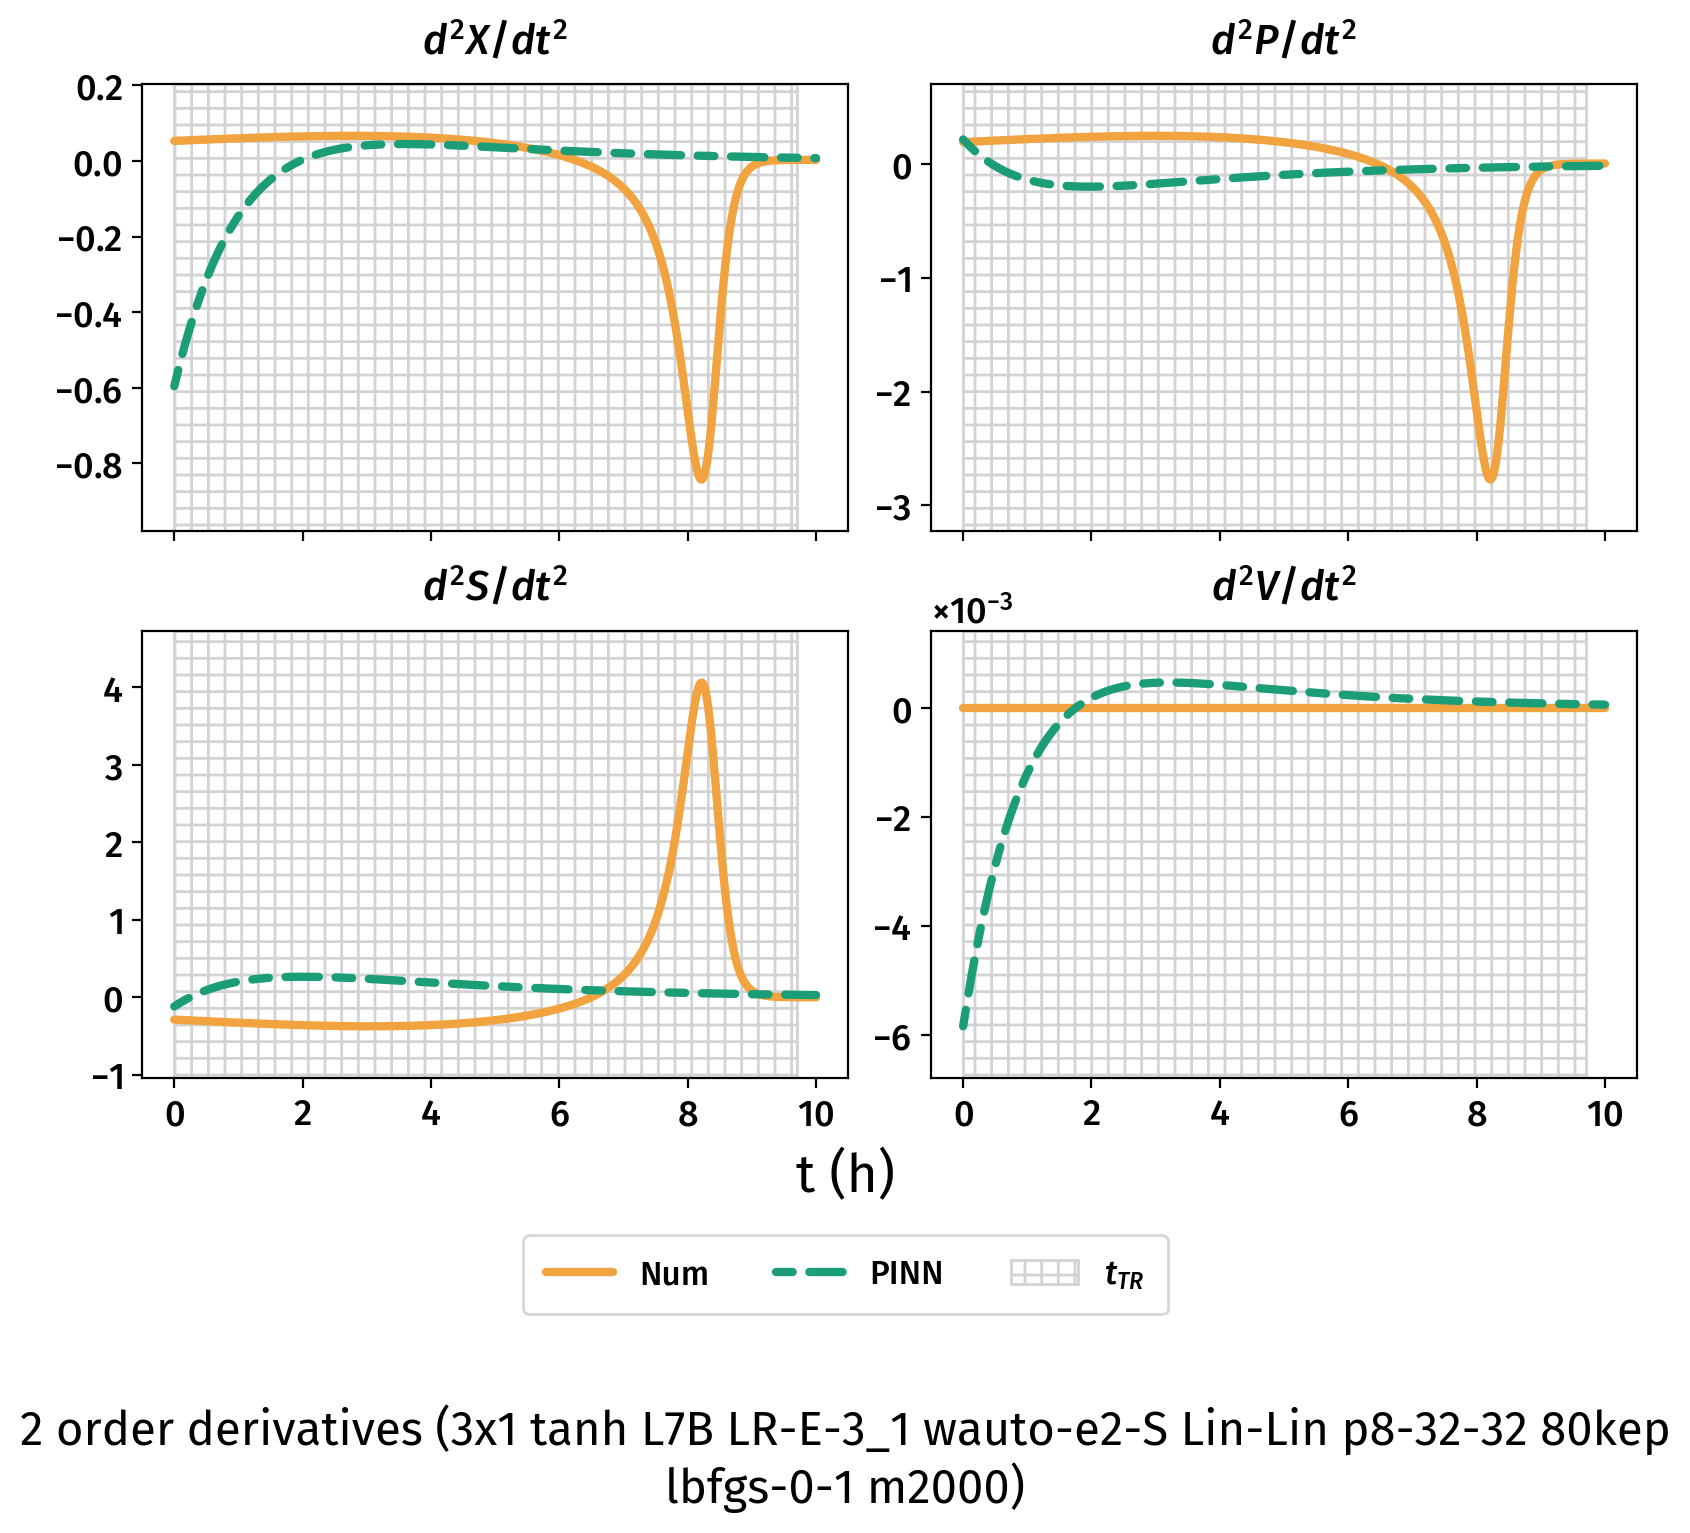 d²X/dt²
d²P/dt²
0.2
0.0
−0.2
−0.4
−0.6
−0.8
0
−1
−2
−3
d²S/dt²
d²V/dt²
×10⁻³
4
3
2
1
0
−1
0
−2
−4
−6
0 2 4 6 8 10
0 2 4 6 8 10
t (h)
Num PINN t_TR
2 order derivatives (3x1 tanh L7B LR-E-3_1 wauto-e2-S Lin-Lin p8-32-32 80kep
lbfgs-0-1 m2000)